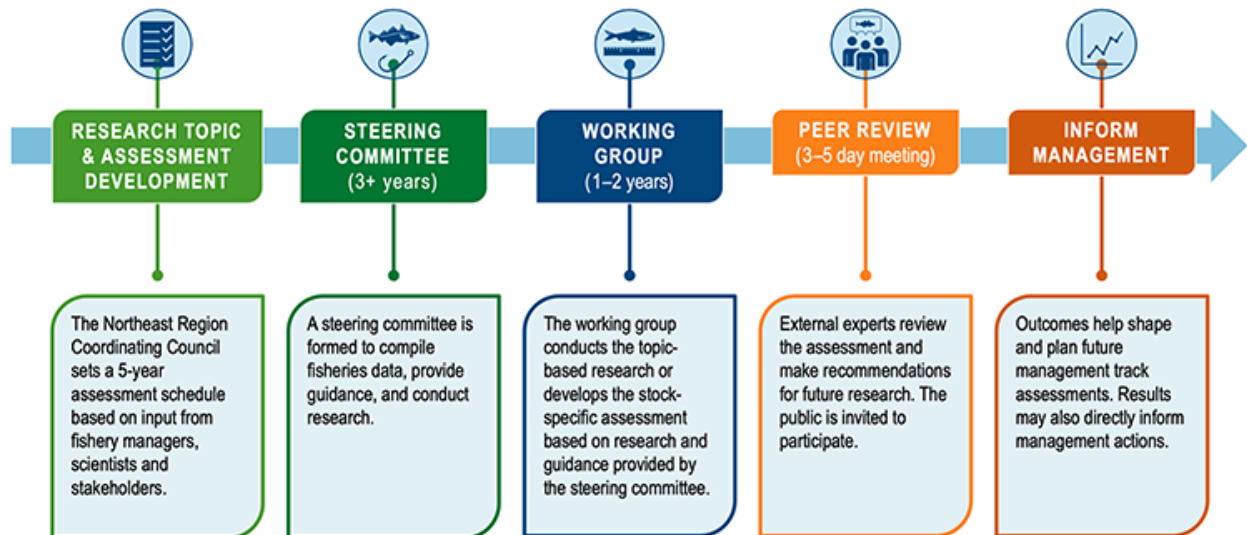 RESEARCH TOPIC
& ASSESSMENT
DEVELOPMENT
STEERING
COMMITTEE
(3+ years)
WORKING
GROUP
(1–2 years)
PEER REVIEW
(3–5 day meeting)
INFORM
MANAGEMENT
The Northeast Region
Coordinating Council
sets a 5-year
assessment schedule
based on input from
fishery managers,
scientists and
stakeholders.
A steering committee is
formed to compile
fisheries data, provide
guidance, and conduct
research.
The working group
conducts the topic-
based research or
develops the stock-
specific assessment
based on research and
guidance provided by
the steering committee.
External experts review
the assessment and
make recommendations
for future research. The
public is invited to
participate.
Outcomes help shape
and plan future
management track
assessments. Results
may also directly inform
management actions.